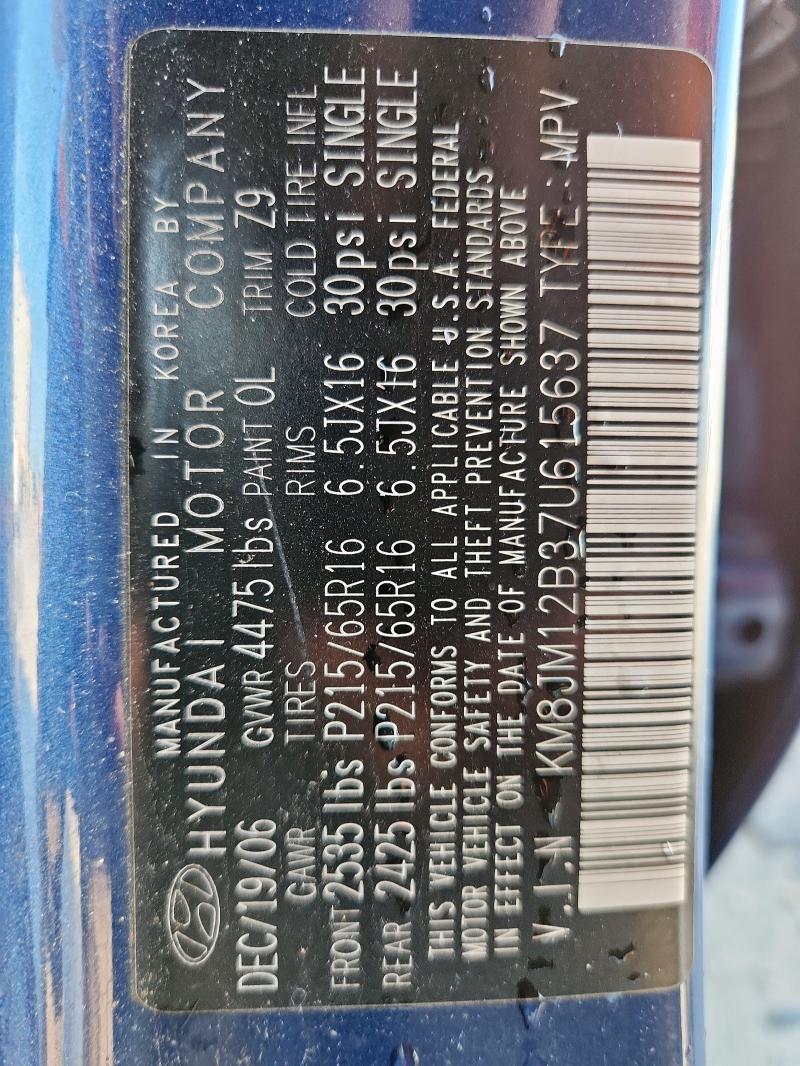 MANUFACTURED IN KOREA BY
HYUNDAI MOTOR COMPANY
DEC/19/06 GVWR 4475 lbs PAINT OL TRIM Z9
GAWR TIRES RIMS COLD TIRE INFL
FRONT 2535 lbs P215/65R16 6.5JX16 30psi SINGLE
REAR 2425 lbs P215/65R16 6.5JX16 30psi SINGLE
THIS VEHICLE CONFORMS TO ALL APPLICABLE U.S.A. FEDERAL
MOTOR VEHICLE SAFETY AND THEFT PREVENTION STANDARDS
IN EFFECT ON THE DATE OF MANUFACTURE SHOWN ABOVE
V.I.N KM8JM12B37U615637 TYPE: MPV